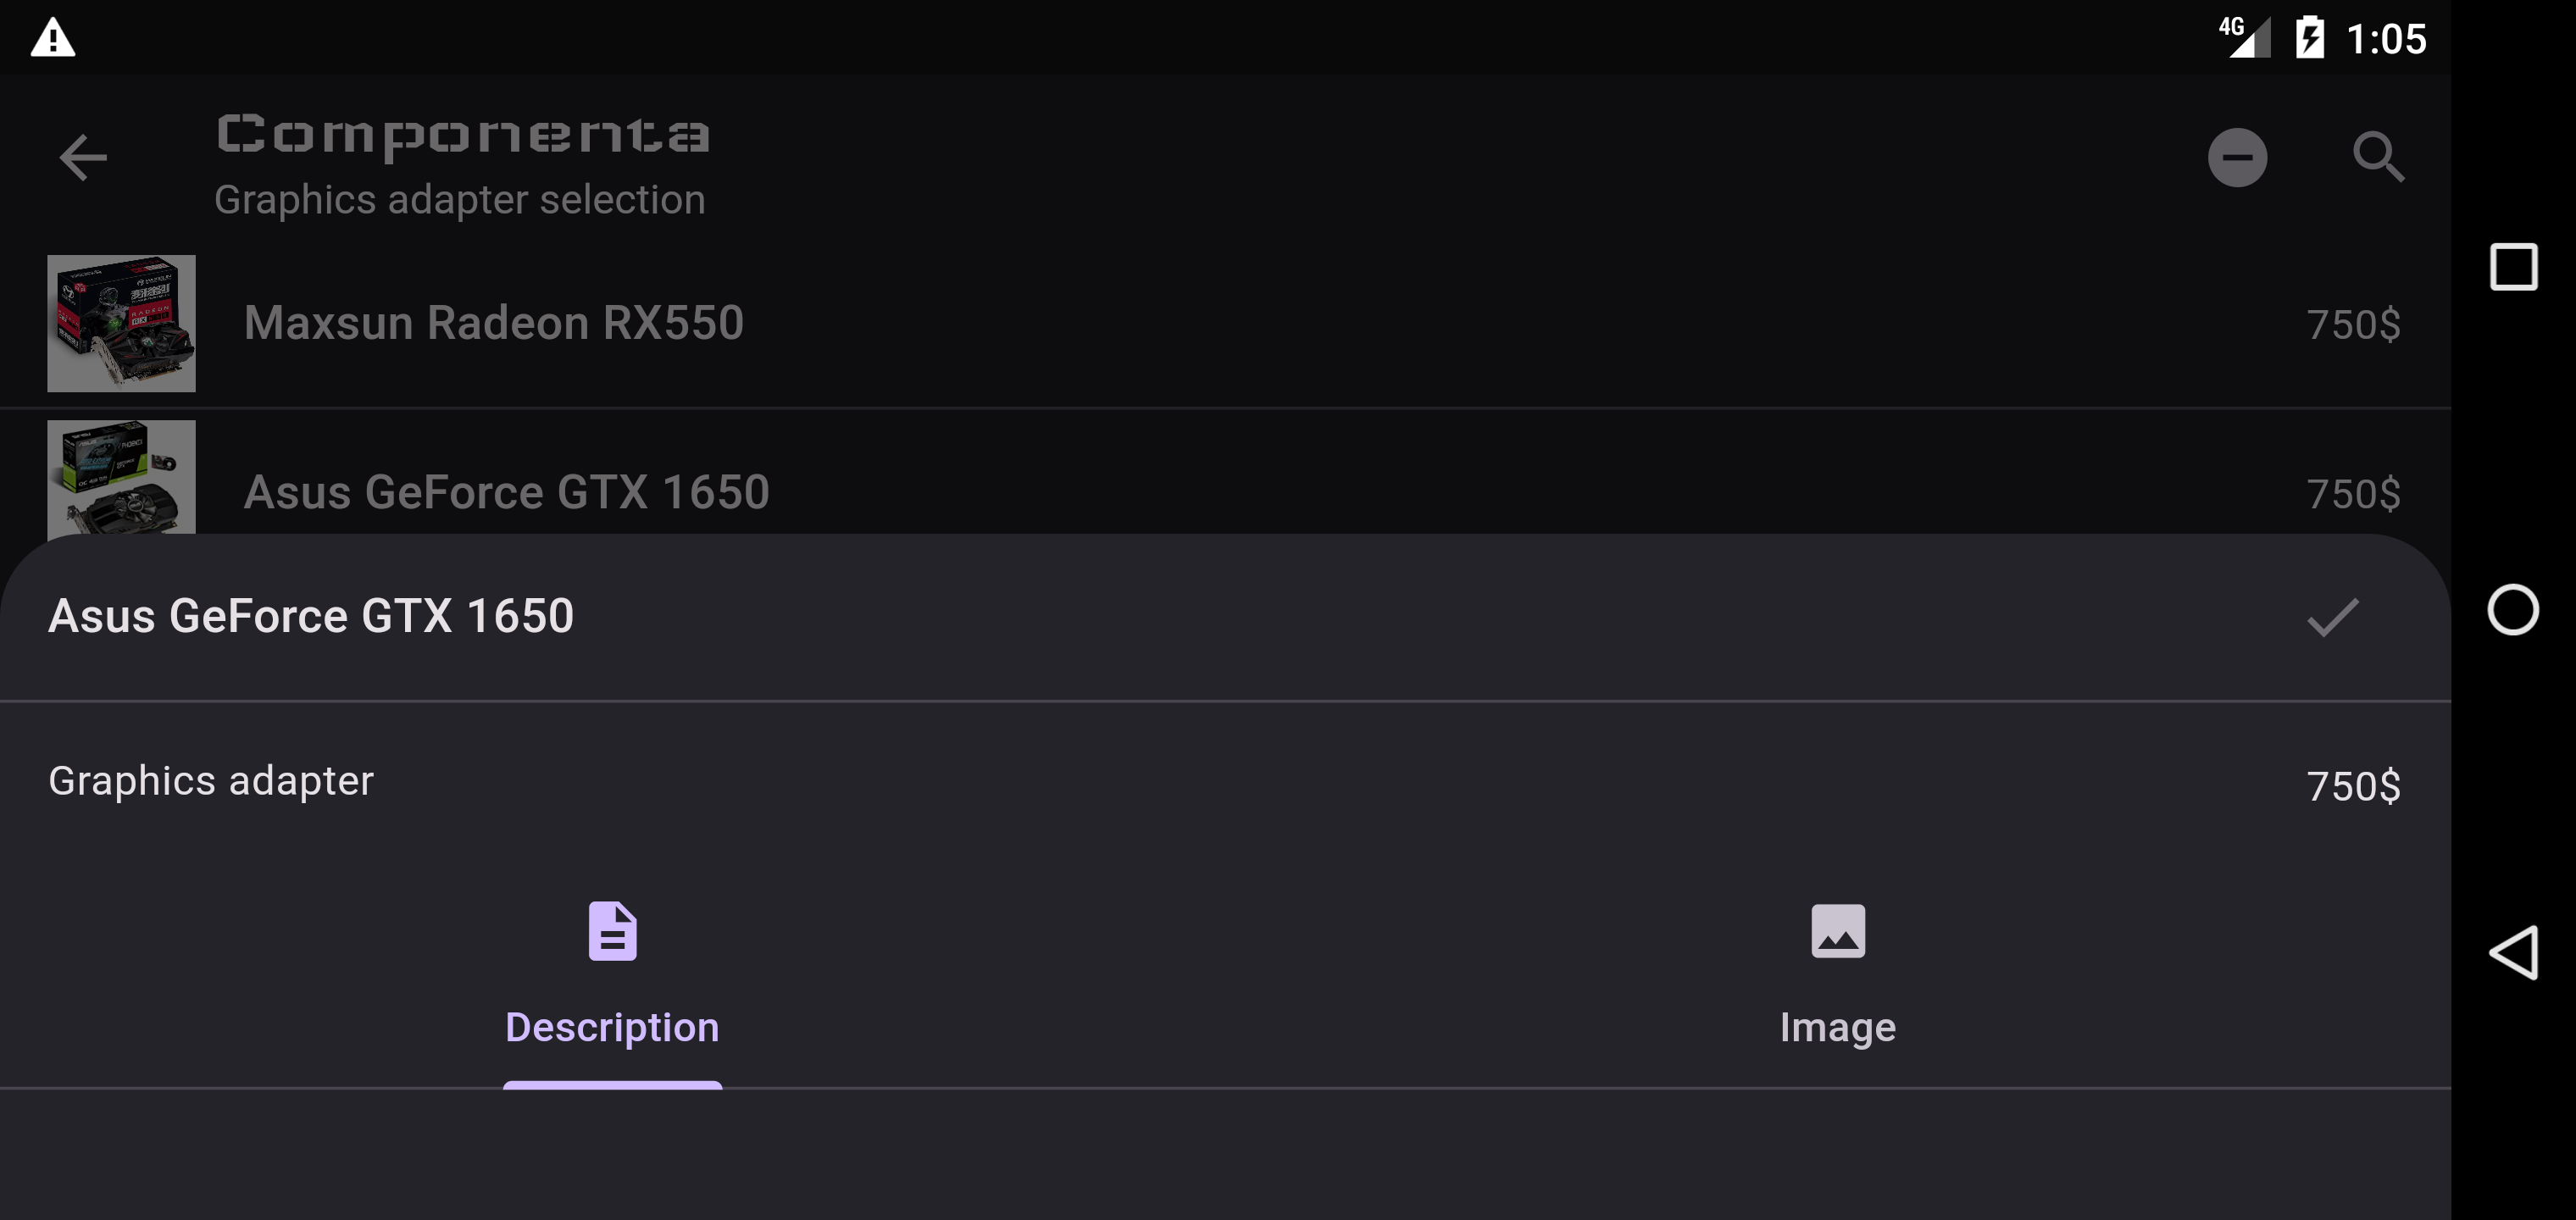 4G 1:05
Componenta
Graphics adapter selection
Maxsun Radeon RX550 750$
Asus GeForce GTX 1650 750$
Asus GeForce GTX 1650
Graphics adapter 750$
Description Image